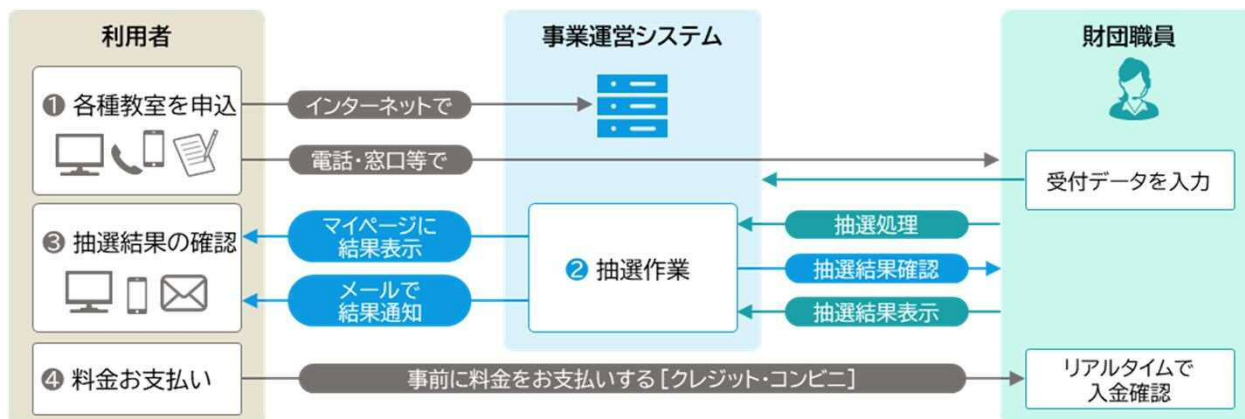 利用者
事業運営システム
財団職員
❶ 各種教室を申込
インターネットで
電話・窓口等で
受付データを入力
❸ 抽選結果の確認
マイページに
結果表示
メールで
結果通知
❷ 抽選作業
抽選処理
抽選結果確認
抽選結果表示
❹ 料金お支払い
事前に料金をお支払いする[クレジット・コンビニ]
リアルタイムで
入金確認